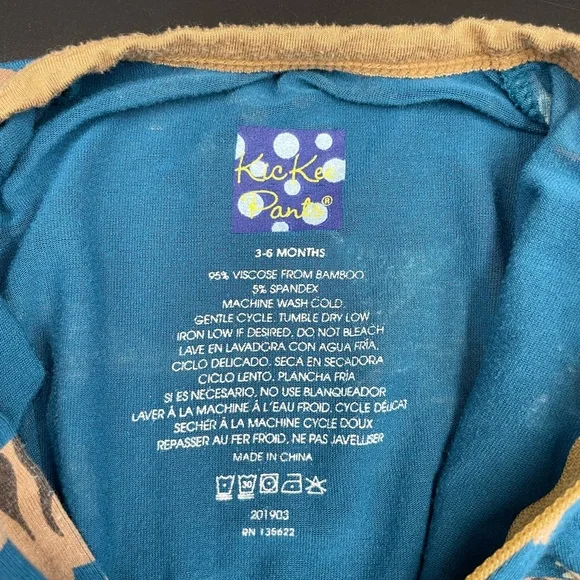 KicKee
Pants®
3-6 MONTHS
95% VISCOSE FROM BAMBOO
5% SPANDEX
MACHINE WASH COLD.
GENTLE CYCLE. TUMBLE DRY LOW
IRON LOW IF DESIRED, DO NOT BLEACH
LAVE EN LAVADORA CON AGUA FRÍA,
CICLO DELICADO. SECA EN SECADORA
CICLO LENTO. PLANCHA FRÍA
SI ES NECESARIO, NO USE BLANQUEADOR
LAVER À LA MACHINE À L'EAU FROID, CYCLE DÉLICAT
SECHER À LA MACHINE CYCLE DOUX
REPASSER AU FER FROID, NE PAS JAVELLISER
MADE IN CHINA
30
201903
RN 135622